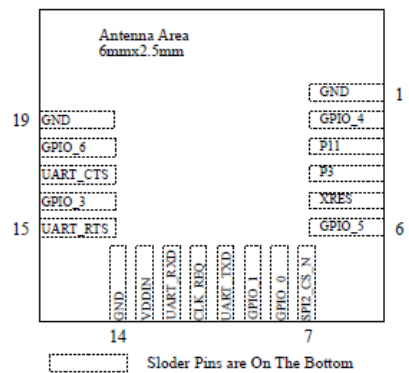 Antenna Area
6mmx2.5mm
GND 1
19 GND GPIO_4
GPIO_6 P11
UART_CTS P3
GPIO_3 XRES
15 UART_RTS GPIO_5 6
GND
VDDIN
UART_RXD
CLK_REQ
UART_TXD
GPIO_1
GPIO_0
SPI2_CS_N
14 7
Sloder Pins are On The Bottom